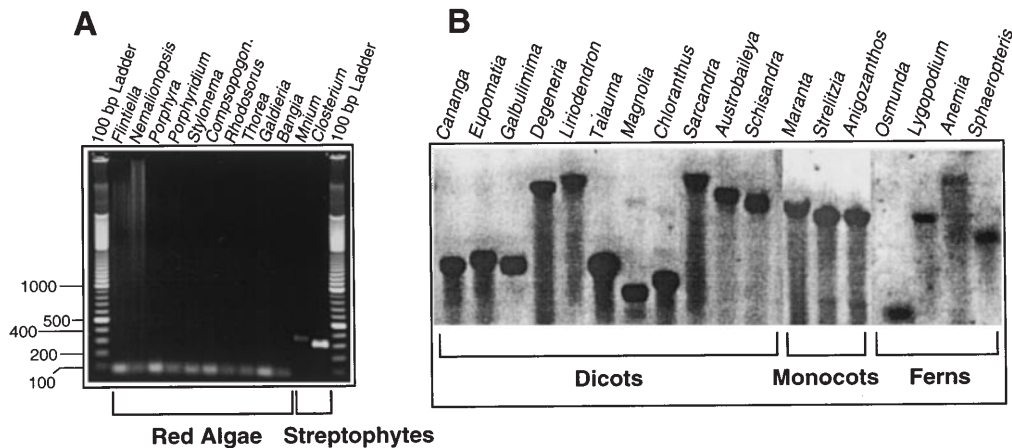 A
100 bp Ladder
Flintiella
Nemalionopsis
Porphyra
Porphyridium
Stylonema
Compsopogon.
Rhodosorus
Thorea
Galdieria
Bangia
Mnium
Closterium
100 bp Ladder
1000
500
400
200
100
Red Algae
Streptophytes
B
Cananga
Eupomatia
Galbulimima
Degeneria
Liriodendron
Talauma
Magnolia
Chloranthus
Sarcandra
Austrobaileya
Schisandra
Maranta
Strelitzia
Anigozanthos
Osmunda
Lygopodium
Anemia
Sphaeropteris
Dicots
Monocots
Ferns